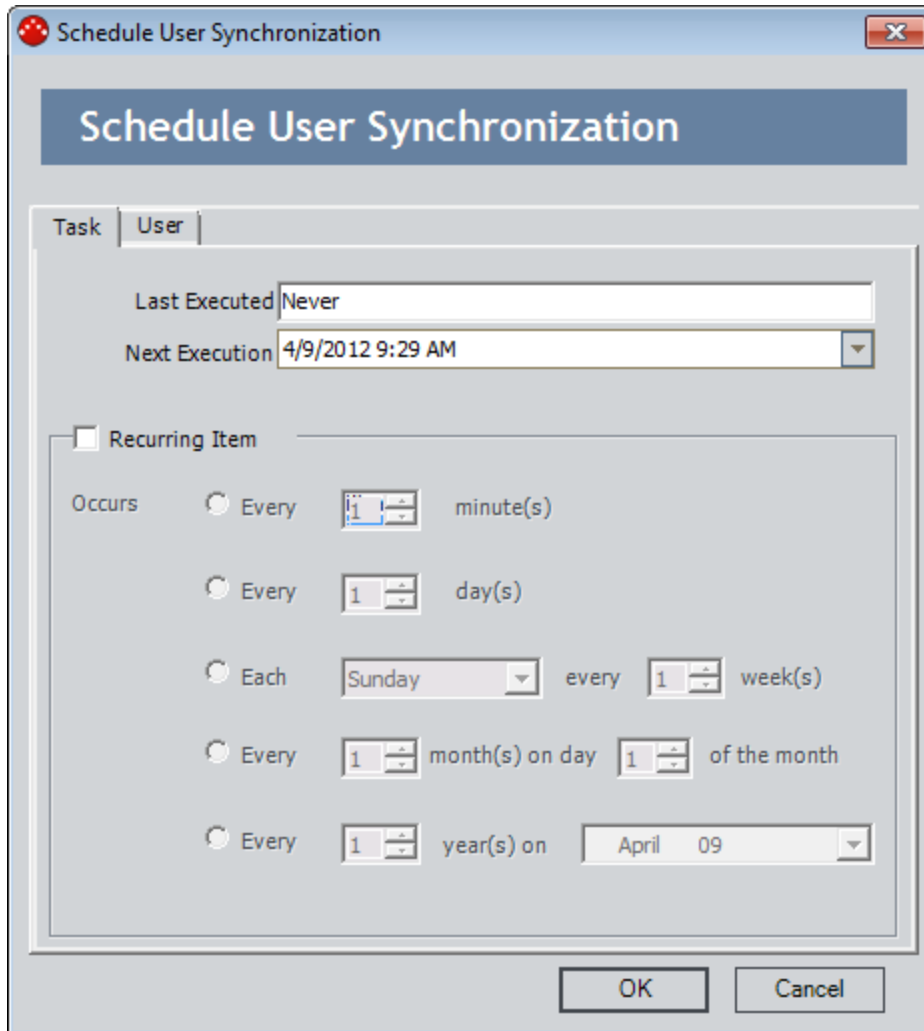 Schedule User Synchronization
Schedule User Synchronization
Task User
Last Executed Never
Next Execution 4/9/2012 9:29 AM
Recurring Item
Occurs Every 1 minute(s)
Every 1 day(s)
Each Sunday every 1 week(s)
Every 1 month(s) on day 1 of the month
Every 1 year(s) on April 09
OK Cancel